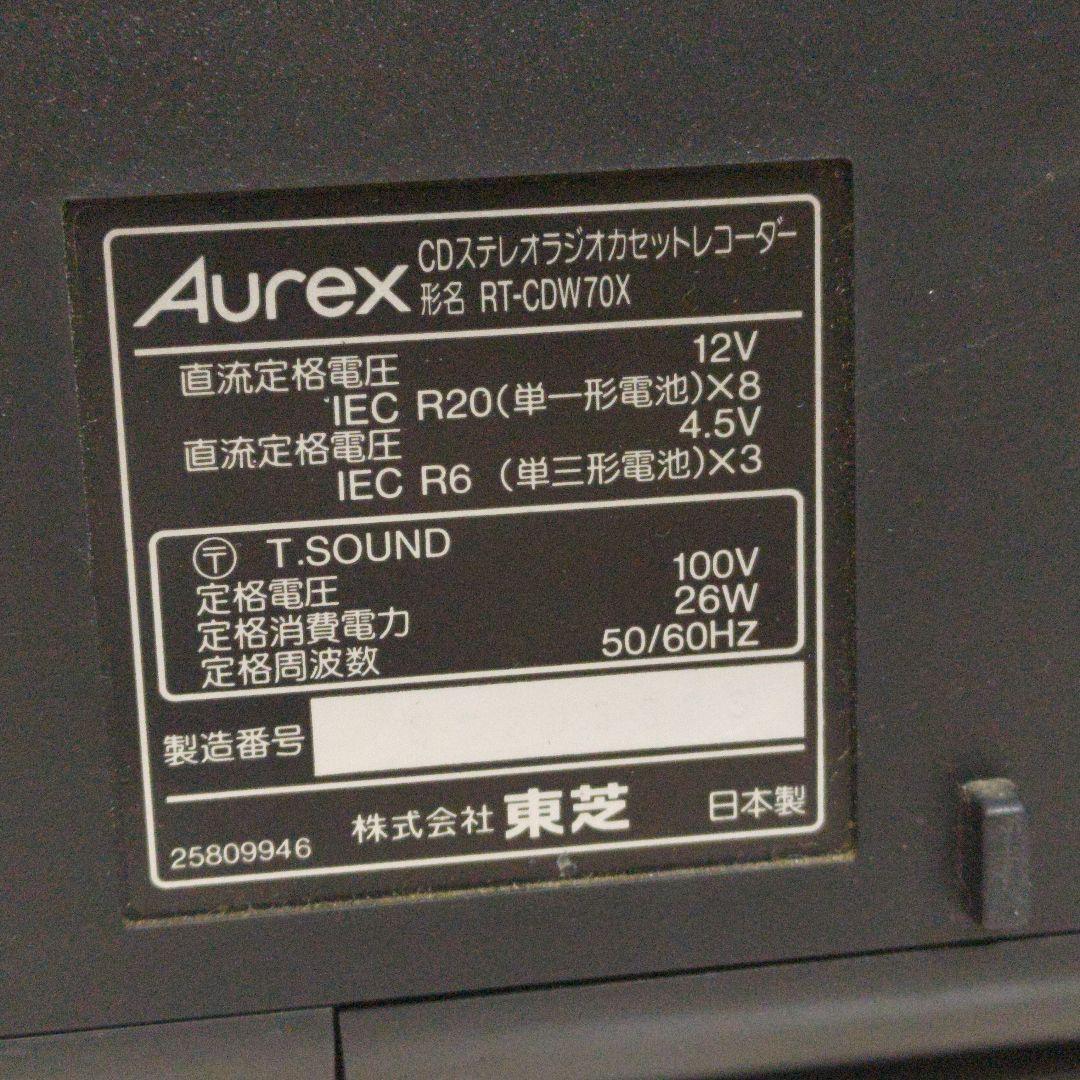 Aurex CDステレオラジオカセットレコーダー
形名 RT-CDW70X
直流定格電圧 12V
IEC R20(単一形電池)×8
直流定格電圧 4.5V
IEC R6 (単三形電池)×3
〶 T.SOUND
定格電圧 100V
定格消費電力 26W
定格周波数 50/60HZ
製造番号
25809946 株式会社 東芝 日本製